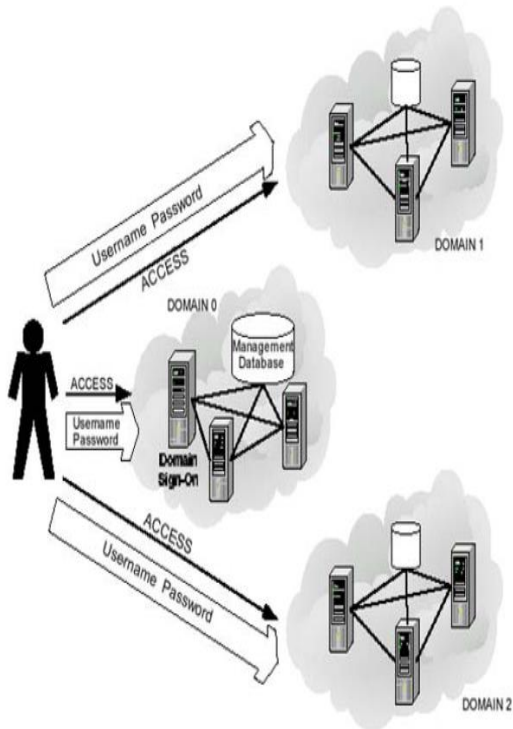 Username Password
ACCESS
DOMAIN 1
DOMAIN 0
Management
Database
ACCESS
Username
Password
Domain
Sign-On
ACCESS
Username Password
DOMAIN 2